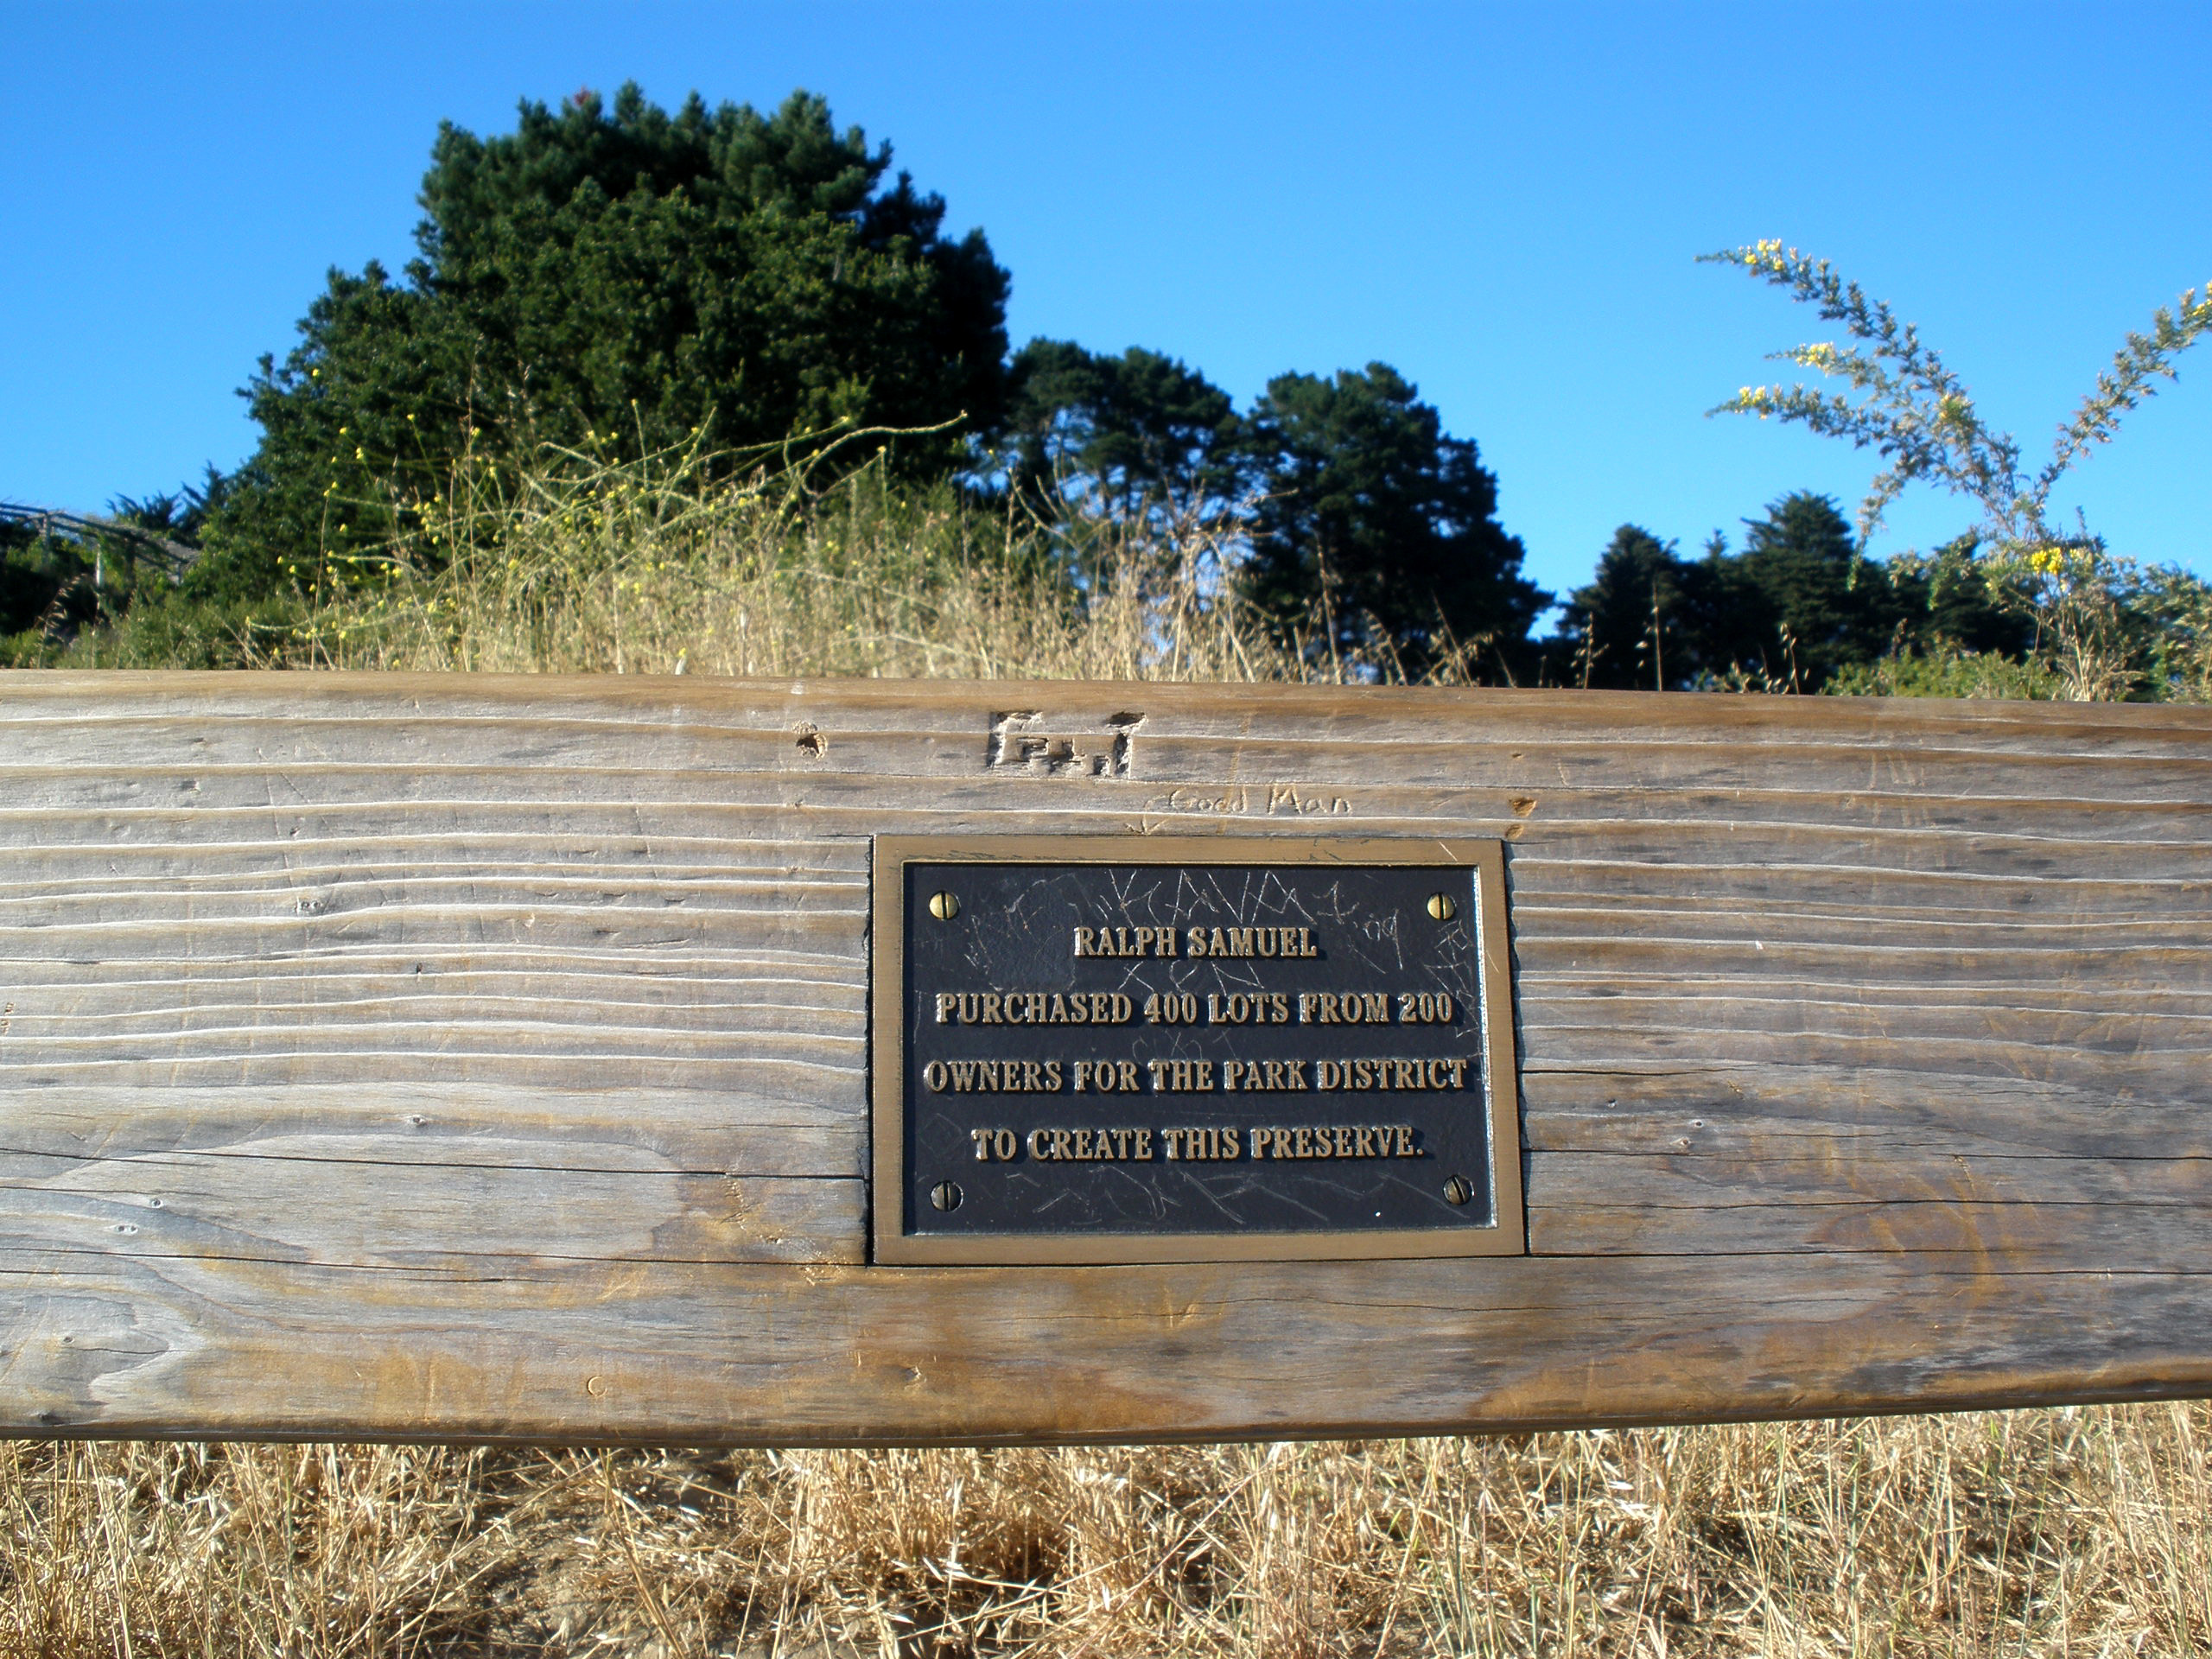 Good Man
RALPH SAMUEL
PURCHASED 400 LOTS FROM 200
OWNERS FOR THE PARK DISTRICT
TO CREATE THIS PRESERVE.